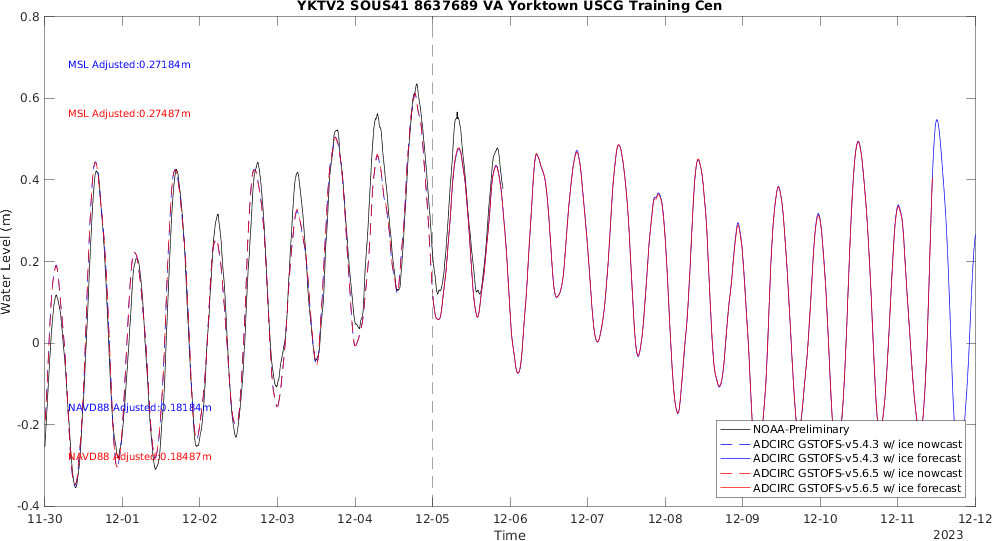 YKTV2 SOUS41 8637689 VA Yorktown USCG Training Cen
0.8
0.6
0.4
0.2
0
-0.2
-0.4
Water Level (m)
MSL Adjusted:0.27184m
MSL Adjusted:0.27487m
NAVD88 Adjusted:0.18184m
NAVD88 Adjusted:0.18487m
NOAA-Preliminary
ADCIRC GSTOFS-v5.4.3 w/ ice nowcast
ADCIRC GSTOFS-v5.4.3 w/ ice forecast
ADCIRC GSTOFS-v5.6.5 w/ ice nowcast
ADCIRC GSTOFS-v5.6.5 w/ ice forecast
11-30 12-01 12-02 12-03 12-04 12-05 12-06 12-07 12-08 12-09 12-10 12-11 12-12
Time
2023